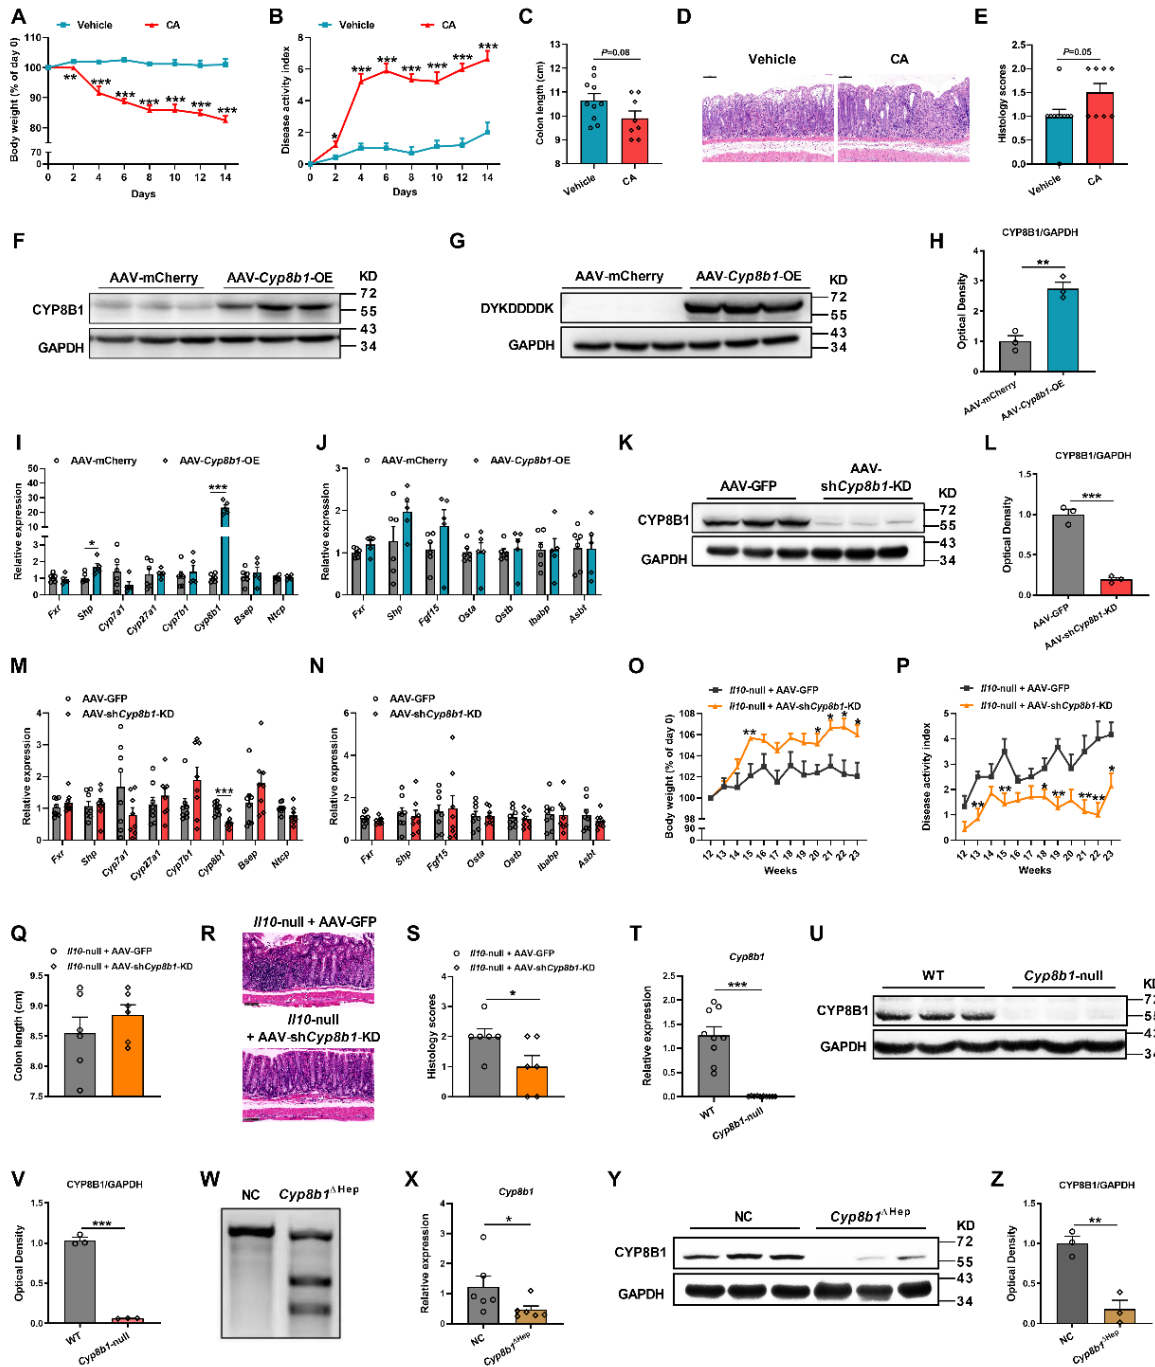 A
Vehicle
CA
Body weight (% of day 0)
110
100
90
80
70
0
** *** *** *** *** *** ***
0 2 4 6 8 10 12 14
Days
B
Vehicle
CA
Disease activity index
8
6
4
2
0
* *** *** *** *** *** ***
0 2 4 6 8 10 12 14
Days
C
P=0.08
Colon length (cm)
13
12
11
10
9
Vehicle
CA
D
Vehicle
CA
E
P=0.05
Histology scores
2.5
2.0
1.5
1.0
0.5
0.0
Vehicle
CA
F
AAV-mCherry
AAV-Cyp8b1-OE
KD
CYP8B1
72
55
GAPDH
43
34
G
AAV-mCherry
AAV-Cyp8b1-OE
KD
DYKDDDDK
72
55
GAPDH
43
34
H
CYP8B1/GAPDH
**
Optical Density
4
3
2
1
0
AAV-mCherry
AAV-Cyp8b1-OE
I
AAV-mCherry
AAV-Cyp8b1-OE
Relative expression
50
40
30
20
10
2
1
0
*
***
Fxr
Shp
Cyp7a1
Cyp27a1
Cyp7b1
Cyp8b1
Bsep
Ntcp
J
AAV-mCherry
AAV-Cyp8b1-OE
Relative expression
3
2
1
0
Fxr
Shp
Fgf15
Osta
Ostb
Ibabp
Asbt
K
AAV-GFP
AAV-
shCyp8b1-KD
KD
CYP8B1
72
55
GAPDH
43
34
L
CYP8B1/GAPDH
***
Optical Density
1.5
1.0
0.5
0.0
AAV-GFP
AAV-shCyp8b1-KD
M
AAV-GFP
AAV-shCyp8b1-KD
Relative expression
4
3
2
1
0
***
Fxr
Shp
Cyp7a1
Cyp27a1
Cyp7b1
Cyp8b1
Bsep
Ntcp
N
AAV-GFP
AAV-shCyp8b1-KD
Relative expression
6
4
2
0
Fxr
Shp
Fgf15
Osta
Ostb
Ibabp
Asbt
O
Il10-null + AAV-GFP
Il10-null + AAV-shCyp8b1-KD
Body weight (% of day 0)
108
106
104
102
100
98
90
0
** * * * *
12 13 14 15 16 17 18 19 20 21 22 23
Weeks
P
Il10-null + AAV-GFP
Il10-null + AAV-shCyp8b1-KD
Disease activity index
5
4
3
2
1
0
** ** * ** ** ** *
12 13 14 15 16 17 18 19 20 21 22 23
Weeks
Q
Il10-null + AAV-GFP
Il10-null + AAV-shCyp8b1-KD
Colon length (cm)
9.5
9.0
8.5
8.0
7.5
R
Il10-null + AAV-GFP
Il10-null
+ AAV-shCyp8b1-KD
S
Il10-null + AAV-GFP
Il10-null + AAV-shCyp8b1-KD
*
Histology scores
4
3
2
1
0
T
Cyp8b1
***
Relative expression
2.5
2.0
1.5
1.0
0.5
0.0
WT
Cyp8b1-null
U
WT
Cyp8b1-null
KD
CYP8B1
72
55
GAPDH
43
34
V
CYP8B1/GAPDH
***
Optical Density
1.5
1.0
0.5
0.0
WT
Cyp8b1-null
W
NC
Cyp8b1ΔHep
X
Cyp8b1
*
Relative expression
4
3
2
1
0
NC
Cyp8b1ΔHep
Y
NC
Cyp8b1ΔHep
KD
CYP8B1
72
55
GAPDH
43
34
Z
CYP8B1/GAPDH
**
Optical Density
1.5
1.0
0.5
0.0
NC
Cyp8b1ΔHep